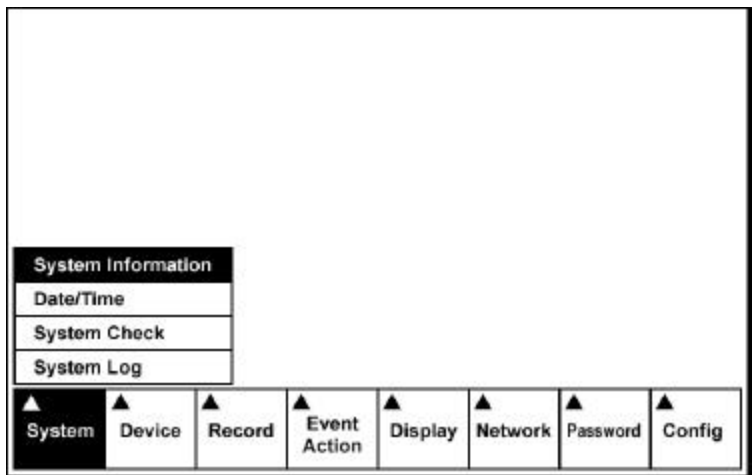 System Information
Date/Time
System Check
System Log
System
Device
Record
Event
Action
Display
Network
Password
Config